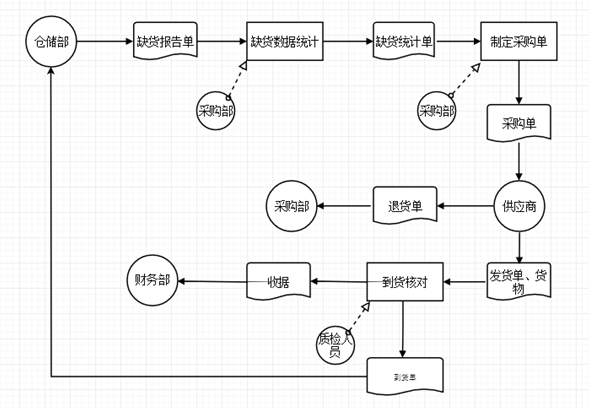 仓储部
缺货报告单
缺货数据统计
缺货统计单
制定采购单
采购部
采购部
采购单
采购部
退货单
供应商
财务部
收据
到货核对
发货单、货
物
质检人
员
到货单